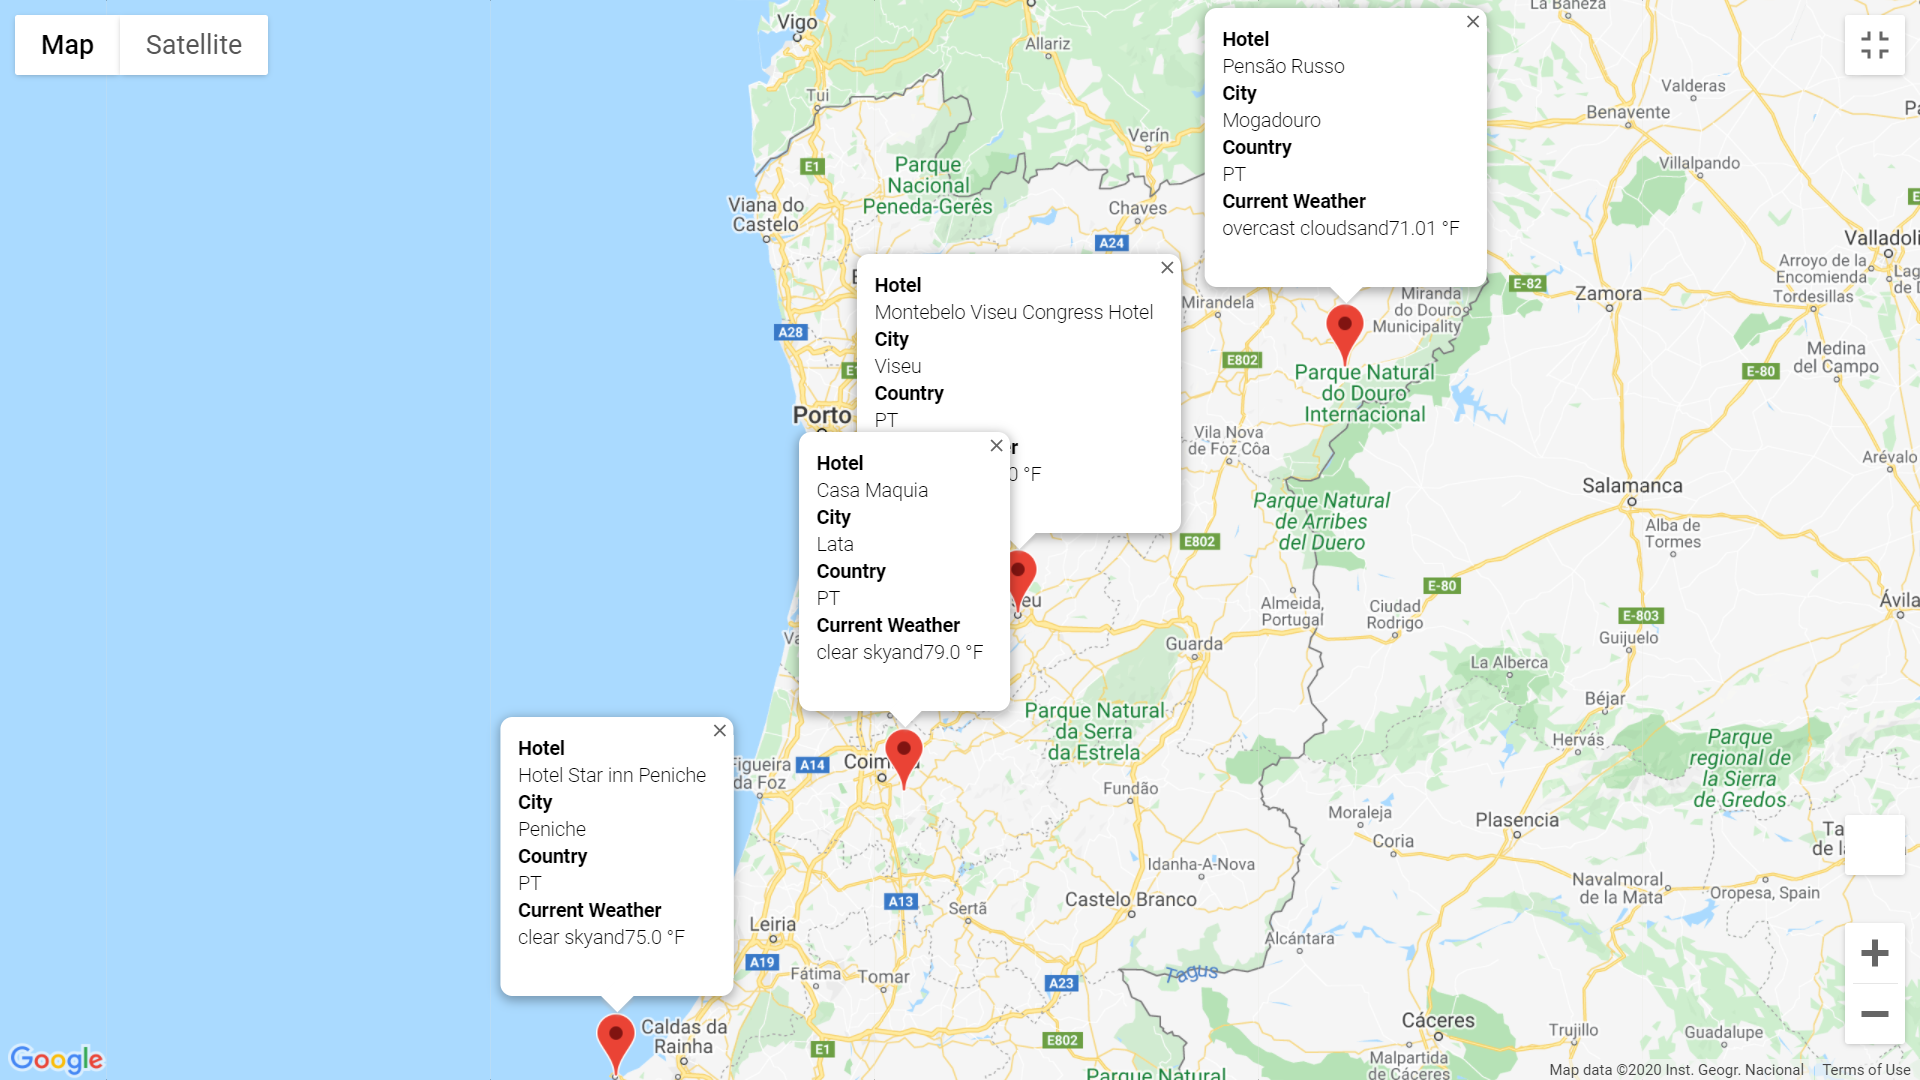 Map
Satellite
Hotel
Pensão Russo
City
Mogadouro
Country
PT
Current Weather
overcast cloudsand71.01 °F
Hotel
Montebelo Viseu Congress Hotel
City
Viseu
Country
PT
0 °F
Hotel
Casa Maquia
City
Lata
Country
PT
Current Weather
clear skyand79.0 °F
Hotel
Hotel Star inn Peniche
City
Peniche
Country
PT
Current Weather
clear skyand75.0 °F
Vigo
Allariz
La Bañeza
Tui
Verín
Valderas
Benavente
Villalpando
E1
Parque
Nacional
Peneda-Gerês
Viana do
Castelo
Chaves
A24
Valladoli
Arroyo de la
Encomienda
Tordesillas
E-82
Zamora
Miranda
do Douro
Municipality
Mirandela
A28
E802
Parque Natural
do Douro
Internacional
Medina
del Campo
E-80
Porto
Vila Nova
de Foz Côa
Arévalo
Salamanca
Parque Natural
de Arribes
del Duero
Alba de
Tormes
E802
E-80
Almeida,
Portugal
Ciudad
Rodrigo
E-803
Guijuelo
Ávila
Guarda
La Alberca
Béjar
Parque Natural
da Serra
da Estrela
Hervás
Parque
regional de
la Sierra
de Gredos
Figueira
da Foz
A14
Fundão
Moraleja
Coria
Plasencia
Idanha-A-Nova
Navalmoral
de la Mata
Oropesa, Spain
A13
Sertã
Castelo Branco
Leiria
Alcántara
A19
Fátima
Tomar
A23
Tagus
Caldas da
Rainha
E1
E802
Cáceres
Trujillo
Guadalupe
Malpartida
de Cáceres
Parque Natural
Google
Map data ©2020 Inst. Geogr. Nacional
Terms of Use